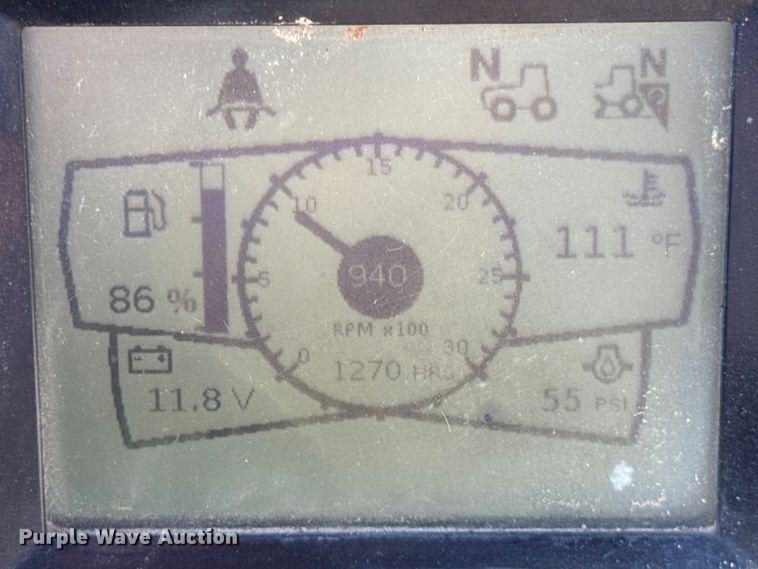 N
N
P
15
10
20
111 °F
940
5
25
86 %
RPM x100
0
30
1270 HRS
11.8 V
55 PSI
Purple Wave Auction